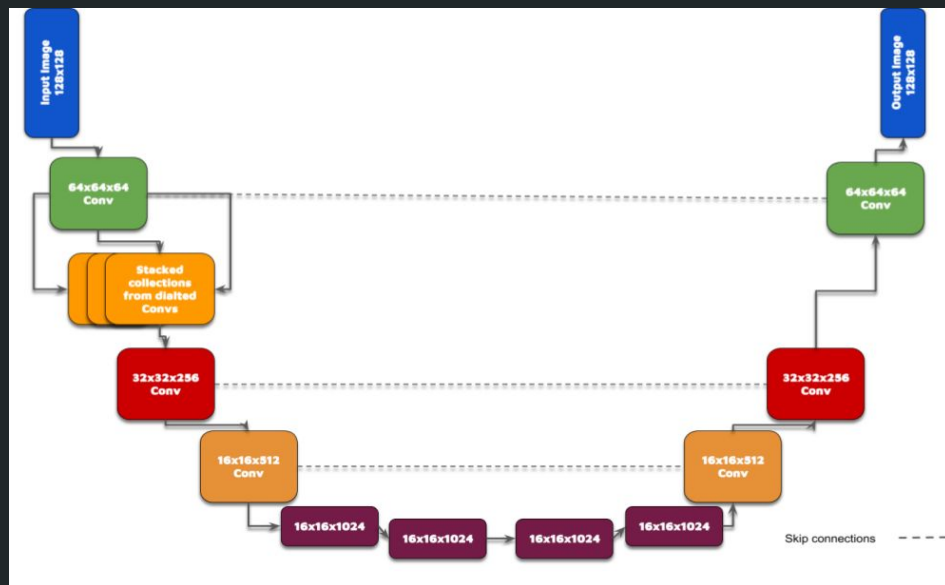 Input Image
128x128
Output Image
128x128
64x64x64
Conv
64x64x64
Conv
Stacked
collections
from dialted
Convs
32x32x256
Conv
32x32x256
Conv
16x16x512
Conv
16x16x512
Conv
16x16x1024
16x16x1024
16x16x1024
16x16x1024
Skip connections